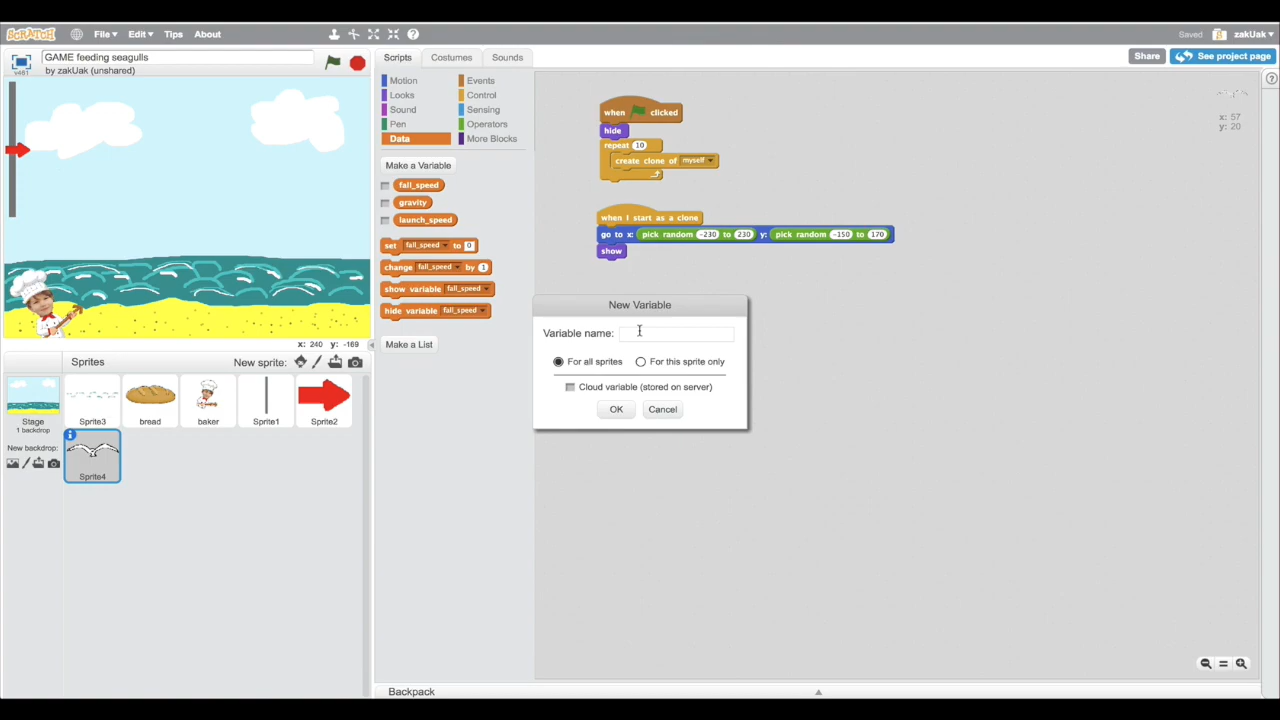 SCRATCH File Edit Tips About Saved zakUak
GAME feeding seagulls
by zakUak (unshared)
v461
Scripts Costumes Sounds
Share See project page
Motion Events
Looks Control
Sound Sensing
Pen Operators
Data More Blocks
Make a Variable
fall_speed
gravity
launch_speed
set fall_speed to 0
change fall_speed by 1
show variable fall_speed
hide variable fall_speed
Make a List
when clicked
hide
repeat 10
create clone of myself
when I start as a clone
go to x: pick random -230 to 230 y: pick random -150 to 170
show
x: 57
y: 20
New Variable
Variable name:
For all sprites For this sprite only
Cloud variable (stored on server)
OK Cancel
x: 240 y: -169
Sprites New sprite:
Stage
1 backdrop
New backdrop:
Sprite3 bread baker Sprite1 Sprite2
Sprite4
Backpack